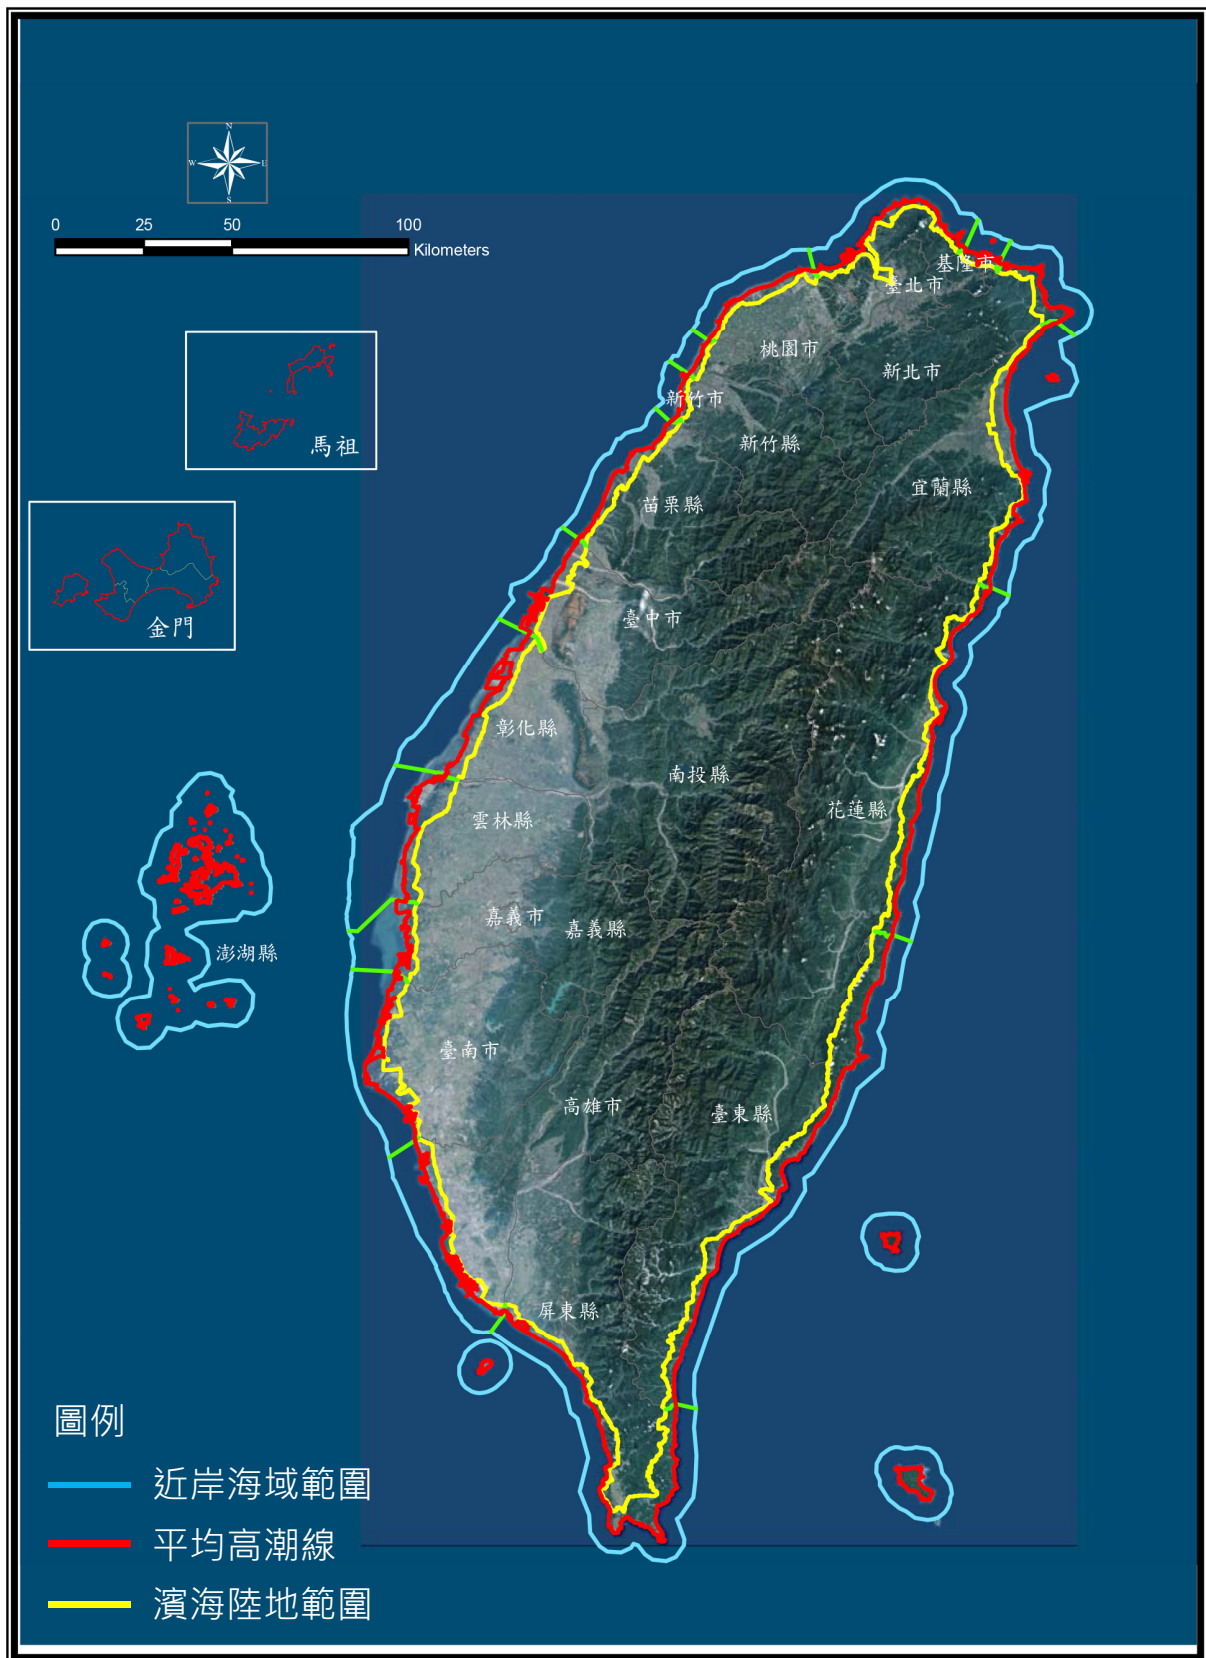 N
W E
S
0 25 50 100
Kilometers
基隆市
臺北市
桃園市
新北市
新竹市
新竹縣
馬祖
宜蘭縣
苗栗縣
臺中市
金門
彰化縣
南投縣
花蓮縣
雲林縣
嘉義市
嘉義縣
澎湖縣
臺南市
高雄市
臺東縣
屏東縣
圖例
近岸海域範圍
平均高潮線
濱海陸地範圍